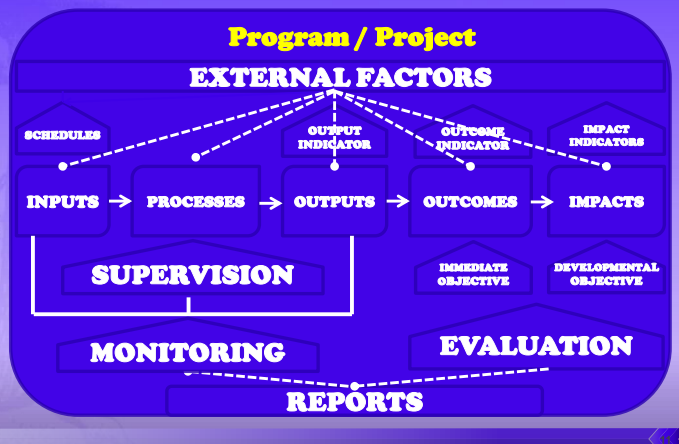 Program / Project
EXTERNAL FACTORS
SCHEDULES
OUTPUT
INDICATOR
OUTCOME
INDICATOR
IMPACT
INDICATORS
INPUTS
PROCESSES
OUTPUTS
OUTCOMES
IMPACTS
SUPERVISION
IMMEDIATE
OBJECTIVE
DEVELOPMENTAL
OBJECTIVE
MONITORING
EVALUATION
REPORTS